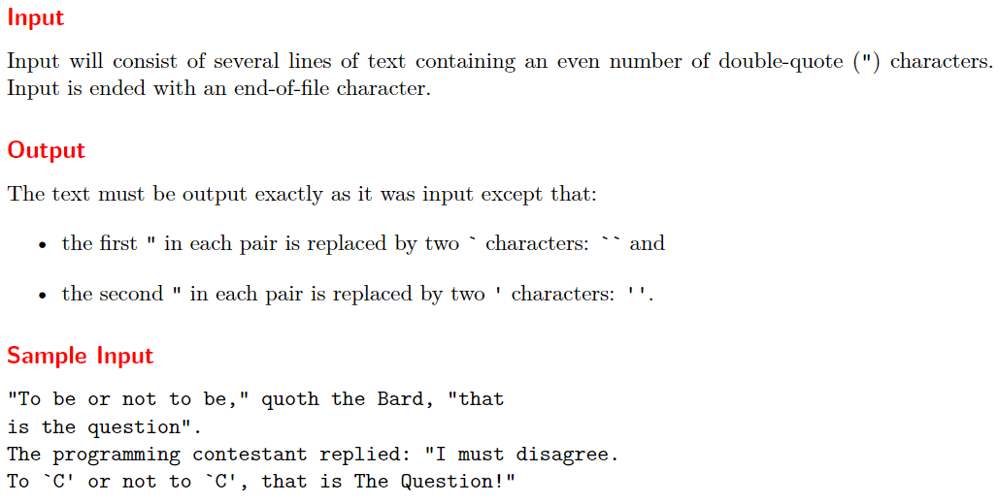 Input
Input will consist of several lines of text containing an even number of double-quote (") characters.
Input is ended with an end-of-file character.
Output
The text must be output exactly as it was input except that:
• the first " in each pair is replaced by two ` characters: `` and
• the second " in each pair is replaced by two ' characters: ''.
Sample Input
"To be or not to be," quoth the Bard, "that
is the question".
The programming contestant replied: "I must disagree.
To `C' or not to `C', that is The Question!"